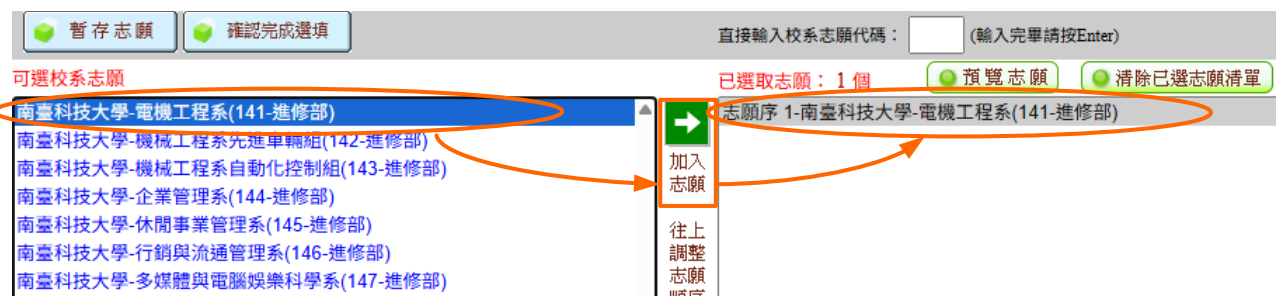 暫存志願 確認完成選填
直接輸入校系志願代碼： (輸入完畢請按Enter)
可選校系志願
已選取志願： 1 個 預覽志願 清除已選志願清單
南臺科技大學-電機工程系(141-進修部)
南臺科技大學-機械工程系先進車輛組(142-進修部)
南臺科技大學-機械工程系自動化控制組(143-進修部)
南臺科技大學-企業管理系(144-進修部)
南臺科技大學-休閒事業管理系(145-進修部)
南臺科技大學-行銷與流通管理系(146-進修部)
南臺科技大學-多媒體與電腦娛樂科學系(147-進修部)
加入
志願
往上
調整
志願
順序
志願序 1-南臺科技大學-電機工程系(141-進修部)